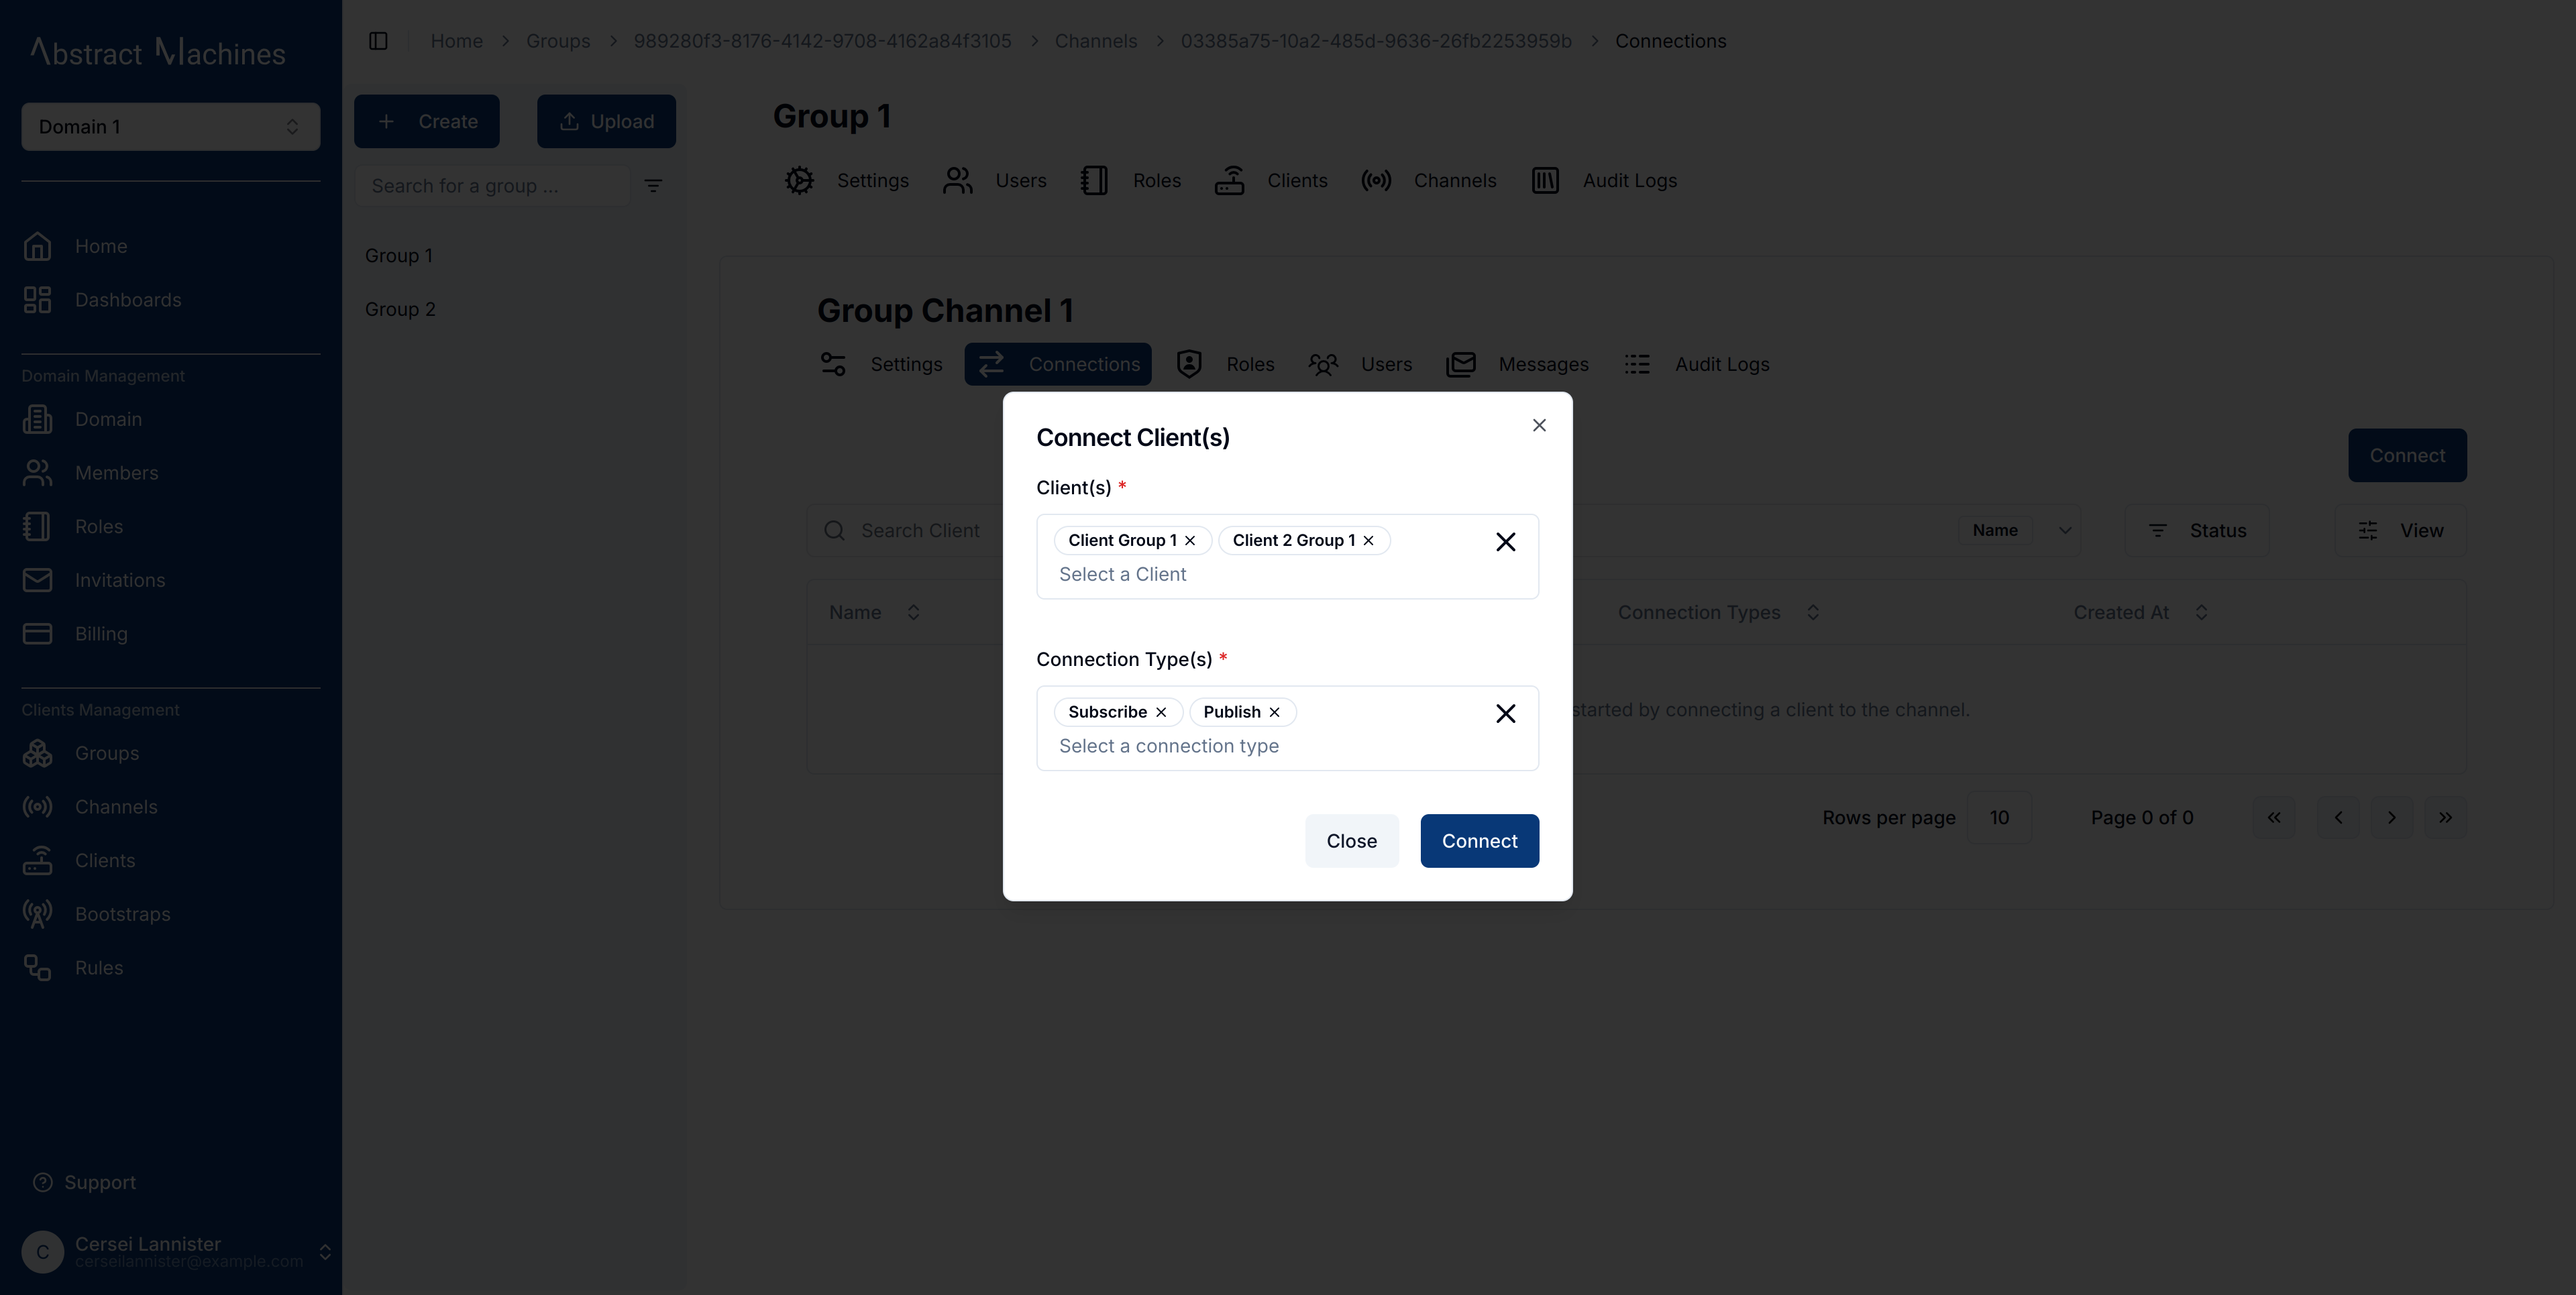 Abstract Machines
Domain 1
Home
Dashboards
Domain Management
Domain
Members
Roles
Invitations
Billing
Clients Management
Groups
Channels
Clients
Bootstraps
Rules
Support
C
Cersei Lannister
cerseilannister@example.com
Home > Groups > 989280f3-8176-4142-9708-4162a84f3105 > Channels > 03385a75-10a2-485d-9636-26fb2253959b > Connections
Create
Upload
Search for a group ...
Group 1
Group 2
Group 1
Settings Users Roles Clients Channels Audit Logs
Group Channel 1
Settings Connections Roles Users Messages Audit Logs
Connect
Search Client
Name
Status
View
Name Connection Types Created At
started by connecting a client to the channel.
Rows per page 10 Page 0 of 0
Connect Client(s)
Client(s) *
Client Group 1 Client 2 Group 1
Select a Client
Connection Type(s) *
Subscribe Publish
Select a connection type
Close Connect